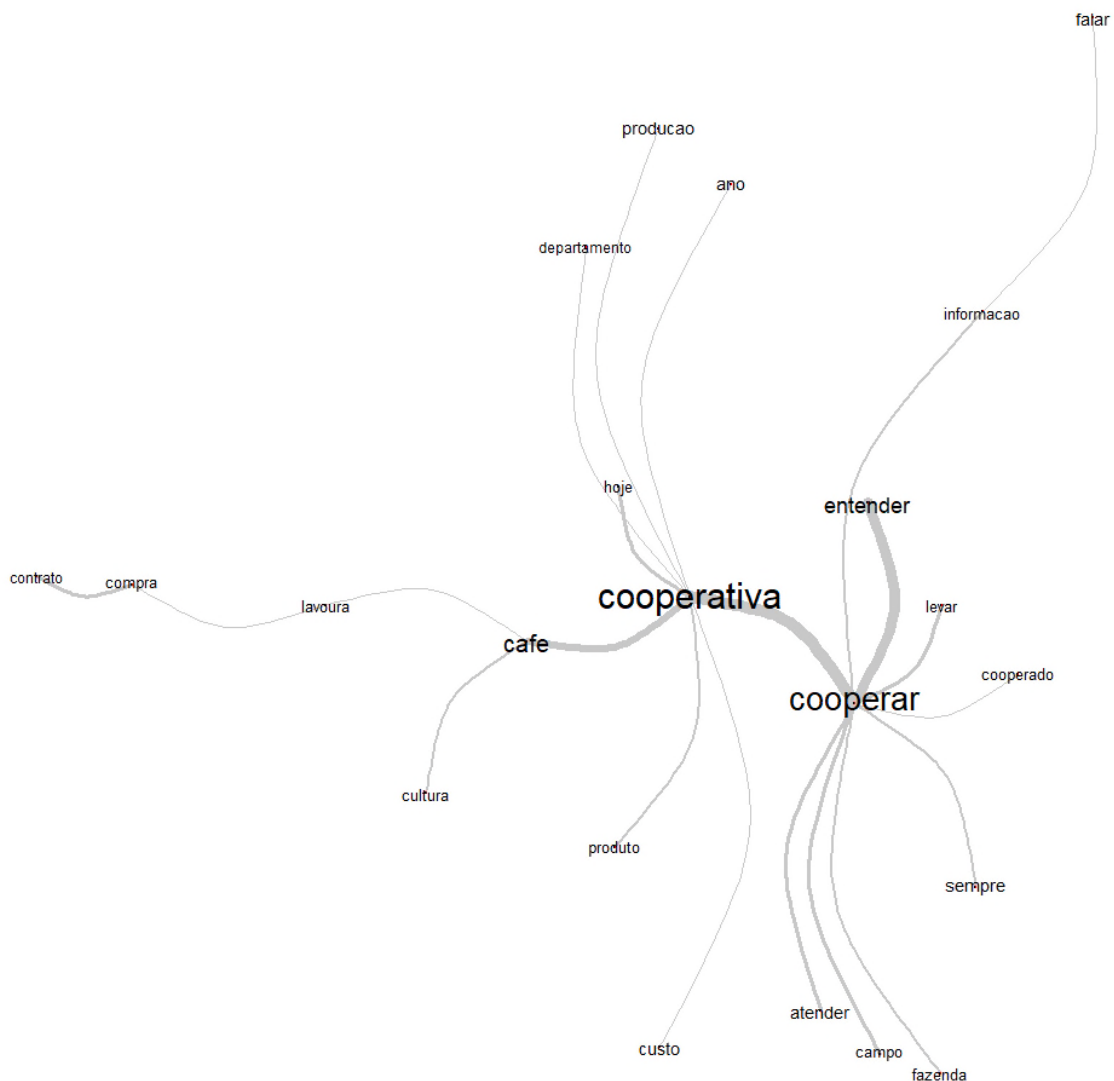 falar
producao
ano
departamento
informacao
hoje
entender
contrato
compra
lavoura
cooperativa
levar
cafe
cooperado
cooperar
cultura
produto
sempre
atender
custo
campo
fazenda